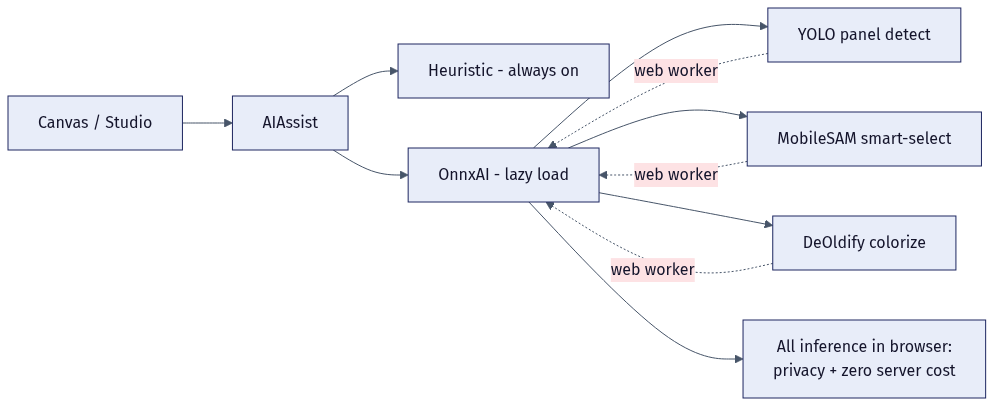 YOLO panel detect
Heuristic - always on
web worker
Canvas / Studio
AIAssist
MobileSAM smart-select
OnnxAI - lazy load
web worker
DeOldify colorize
web worker
All inference in browser:
privacy + zero server cost